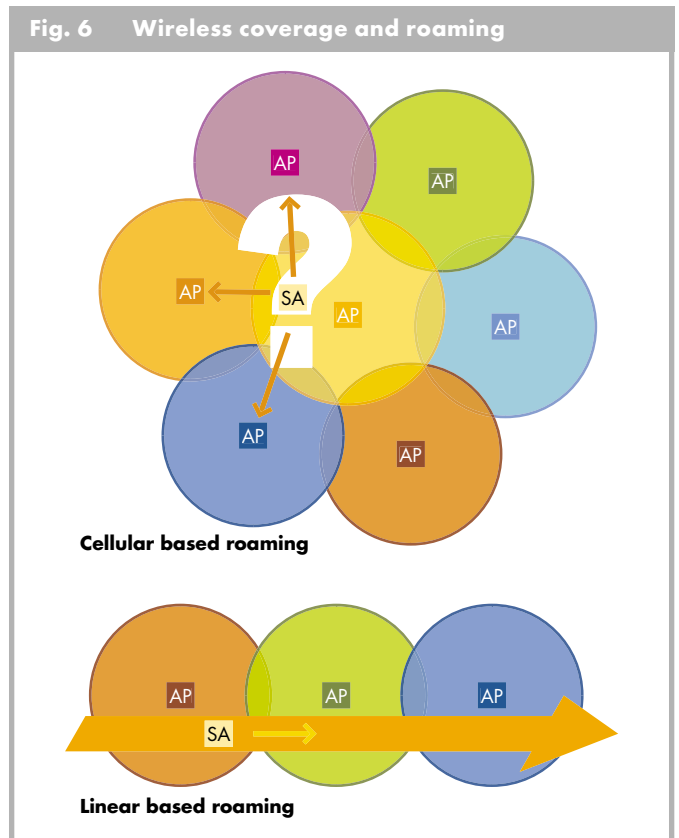 Fig. 6 Wireless coverage and roaming
AP
AP
AP
SA
AP
AP
AP
AP
?
Cellular based roaming
AP
AP
AP
SA
Linear based roaming